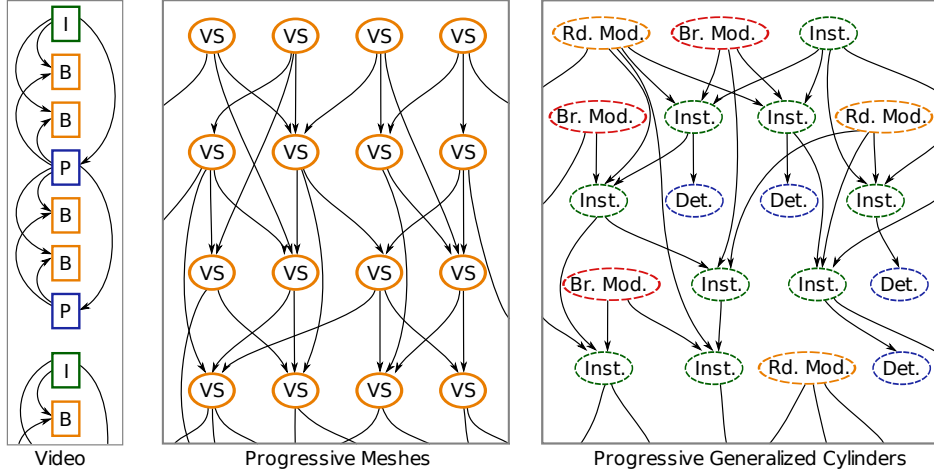 I
B
B
P
B
B
P
I
B
Video
VS VS VS VS
VS VS VS VS
VS VS VS VS
VS VS VS VS
Progressive Meshes
Rd. Mod. Br. Mod. Inst.
Br. Mod. Inst. Inst. Rd. Mod.
Inst. Det. Det. Inst.
Br. Mod. Inst. Inst. Det.
Inst. Inst. Rd. Mod. Det.
Progressive Generalized Cylinders